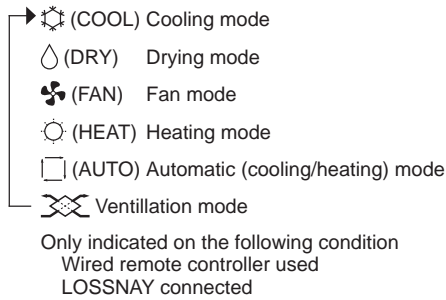 (COOL) Cooling mode
(DRY) Drying mode
(FAN) Fan mode
(HEAT) Heating mode
(AUTO) Automatic (cooling/heating) mode
Ventillation mode
Only indicated on the following condition
Wired remote controller used
LOSSNAY connected